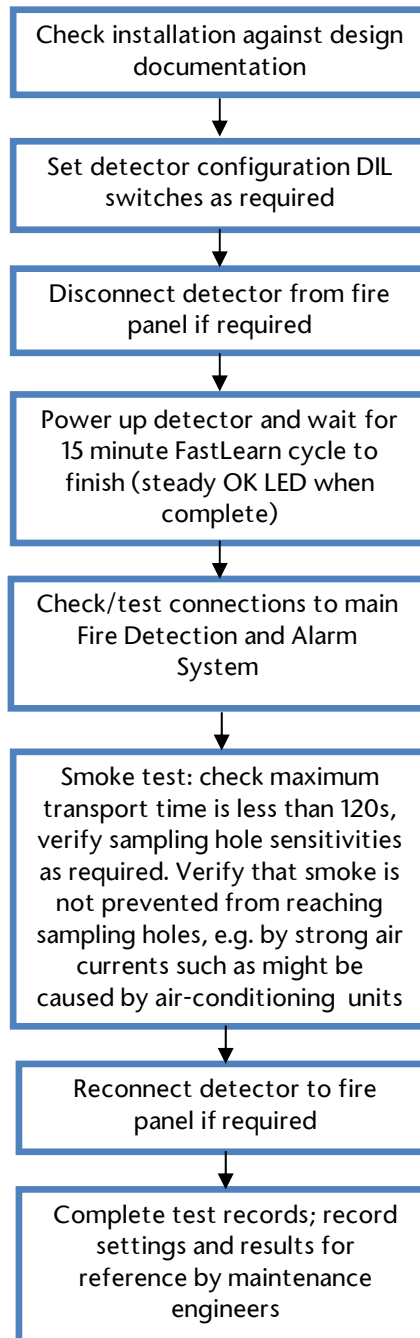 Check installation against design
documentation
Set detector configuration DIL
switches as required
Disconnect detector from fire
panel if required
Power up detector and wait for
15 minute FastLearn cycle to
finish (steady OK LED when
complete)
Check/test connections to main
Fire Detection and Alarm
System
Smoke test: check maximum
transport time is less than 120s,
verify sampling hole sensitivities
as required. Verify that smoke is
not prevented from reaching
sampling holes, e.g. by strong air
currents such as might be
caused by air-conditioning units
Reconnect detector to fire
panel if required
Complete test records; record
settings and results for
reference by maintenance
engineers